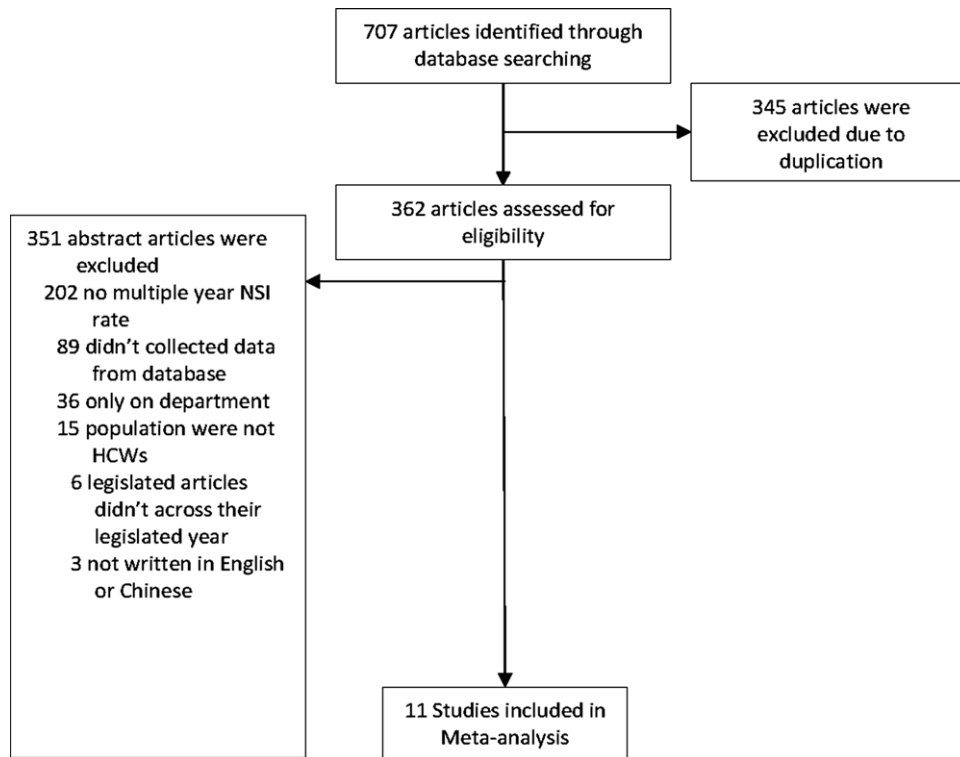 707 articles identified through
database searching
345 articles were
excluded due to
duplication
362 articles assessed for
eligibility
351 abstract articles were
excluded
202 no multiple year NSI
rate
89 didn’t collected data
from database
36 only on department
15 population were not
HCWs
6 legislated articles
didn’t across their
legislated year
3 not written in English
or Chinese
11 Studies included in
Meta-analysis